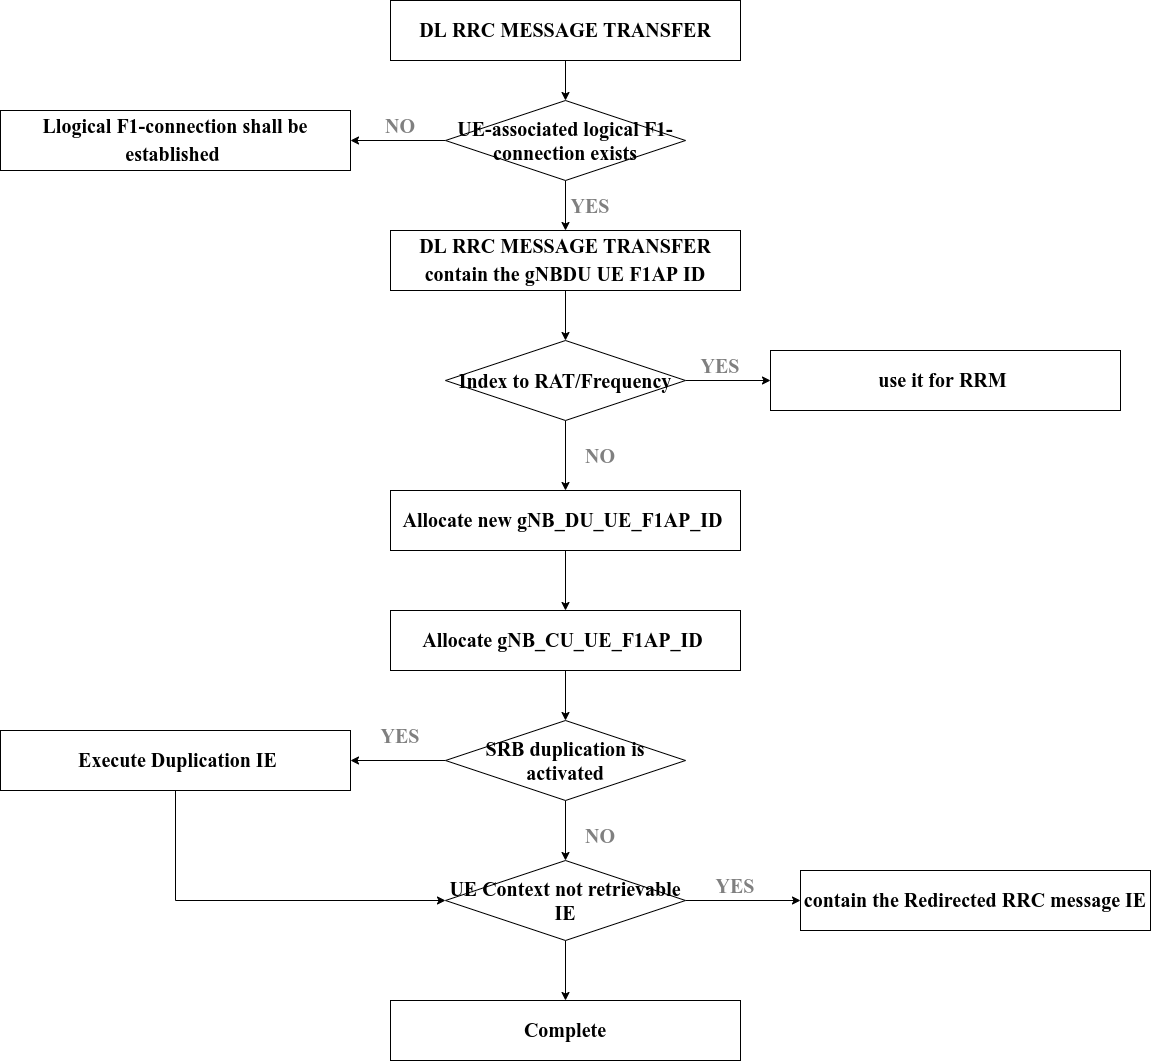 DL RRC MESSAGE TRANSFER
UE-associated logical F1-
connection exists
NO
Llogical F1-connection shall be
established
YES
DL RRC MESSAGE TRANSFER
contain the gNBDU UE F1AP ID
Index to RAT/Frequency
YES
use it for RRM
NO
Allocate new gNB_DU_UE_F1AP_ID
Allocate gNB_CU_UE_F1AP_ID
SRB duplication is
activated
YES
Execute Duplication IE
NO
UE Context not retrievable
IE
YES
contain the Redirected RRC message IE
Complete